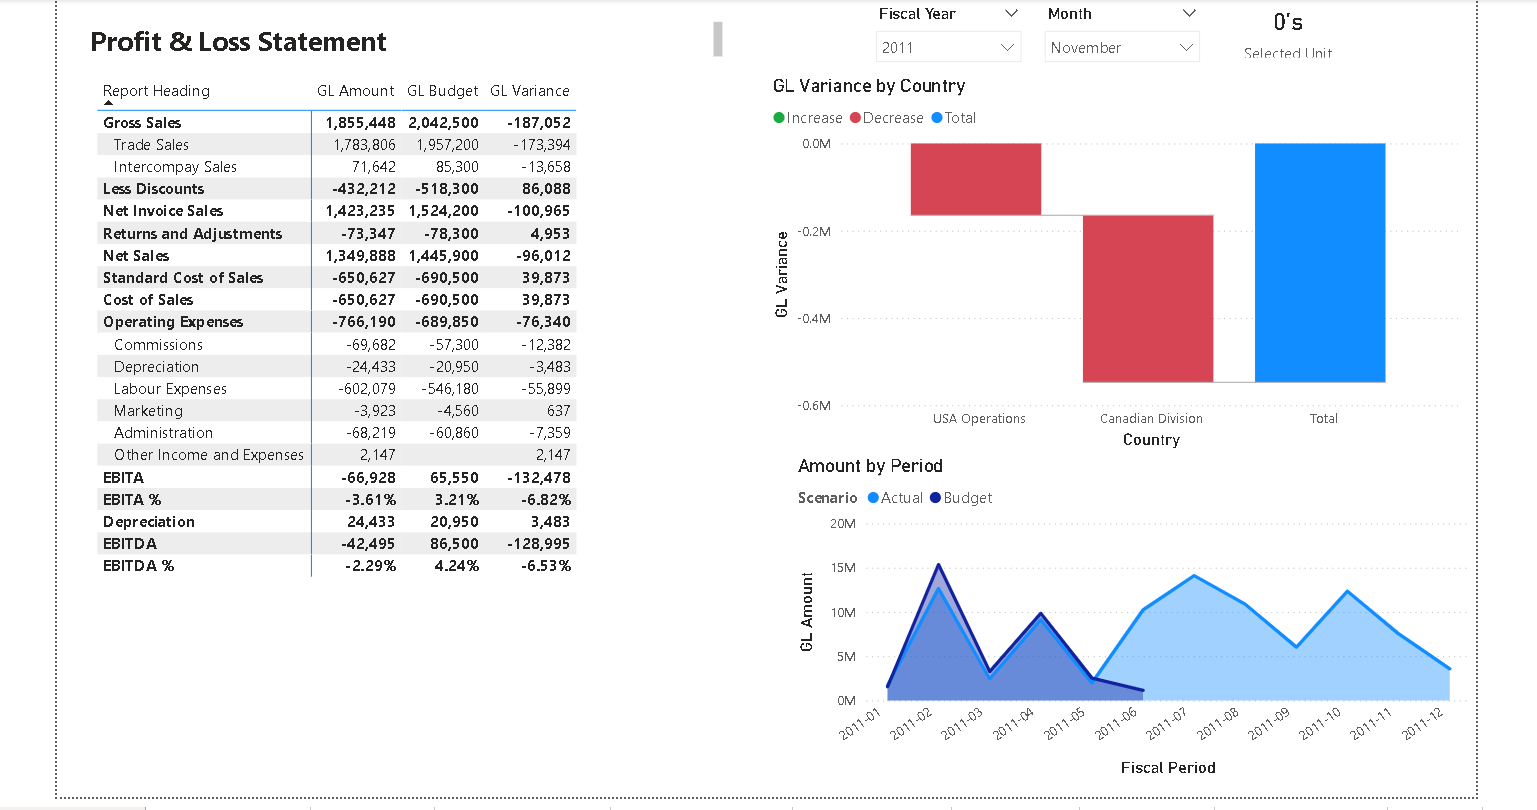 Profit & Loss Statement
Report Heading GL Amount GL Budget GL Variance
Gross Sales 1,855,448 2,042,500 -187,052
Trade Sales 1,783,806 1,957,200 -173,394
Intercompay Sales 71,642 85,300 -13,658
Less Discounts -432,212 -518,300 86,088
Net Invoice Sales 1,423,235 1,524,200 -100,965
Returns and Adjustments -73,347 -78,300 4,953
Net Sales 1,349,888 1,445,900 -96,012
Standard Cost of Sales -650,627 -690,500 39,873
Cost of Sales -650,627 -690,500 39,873
Operating Expenses -766,190 -689,850 -76,340
Commissions -69,682 -57,300 -12,382
Depreciation -24,433 -20,950 -3,483
Labour Expenses -602,079 -546,180 -55,899
Marketing -3,923 -4,560 637
Administration -68,219 -60,860 -7,359
Other Income and Expenses 2,147 2,147
EBITA -66,928 65,550 -132,478
EBITA % -3.61% 3.21% -6.82%
Depreciation 24,433 20,950 3,483
EBITDA -42,495 86,500 -128,995
EBITDA % -2.29% 4.24% -6.53%
Fiscal Year Month
2011 November
0's
Selected Unit
GL Variance by Country
Increase Decrease Total
0.0M
-0.2M
-0.4M
-0.6M
GL Variance
USA Operations Canadian Division Total
Country
Amount by Period
Scenario Actual Budget
20M
15M
10M
5M
0M
GL Amount
2011-01 2011-02 2011-03 2011-04 2011-05 2011-06 2011-07 2011-08 2011-09 2011-10 2011-11 2011-12
Fiscal Period